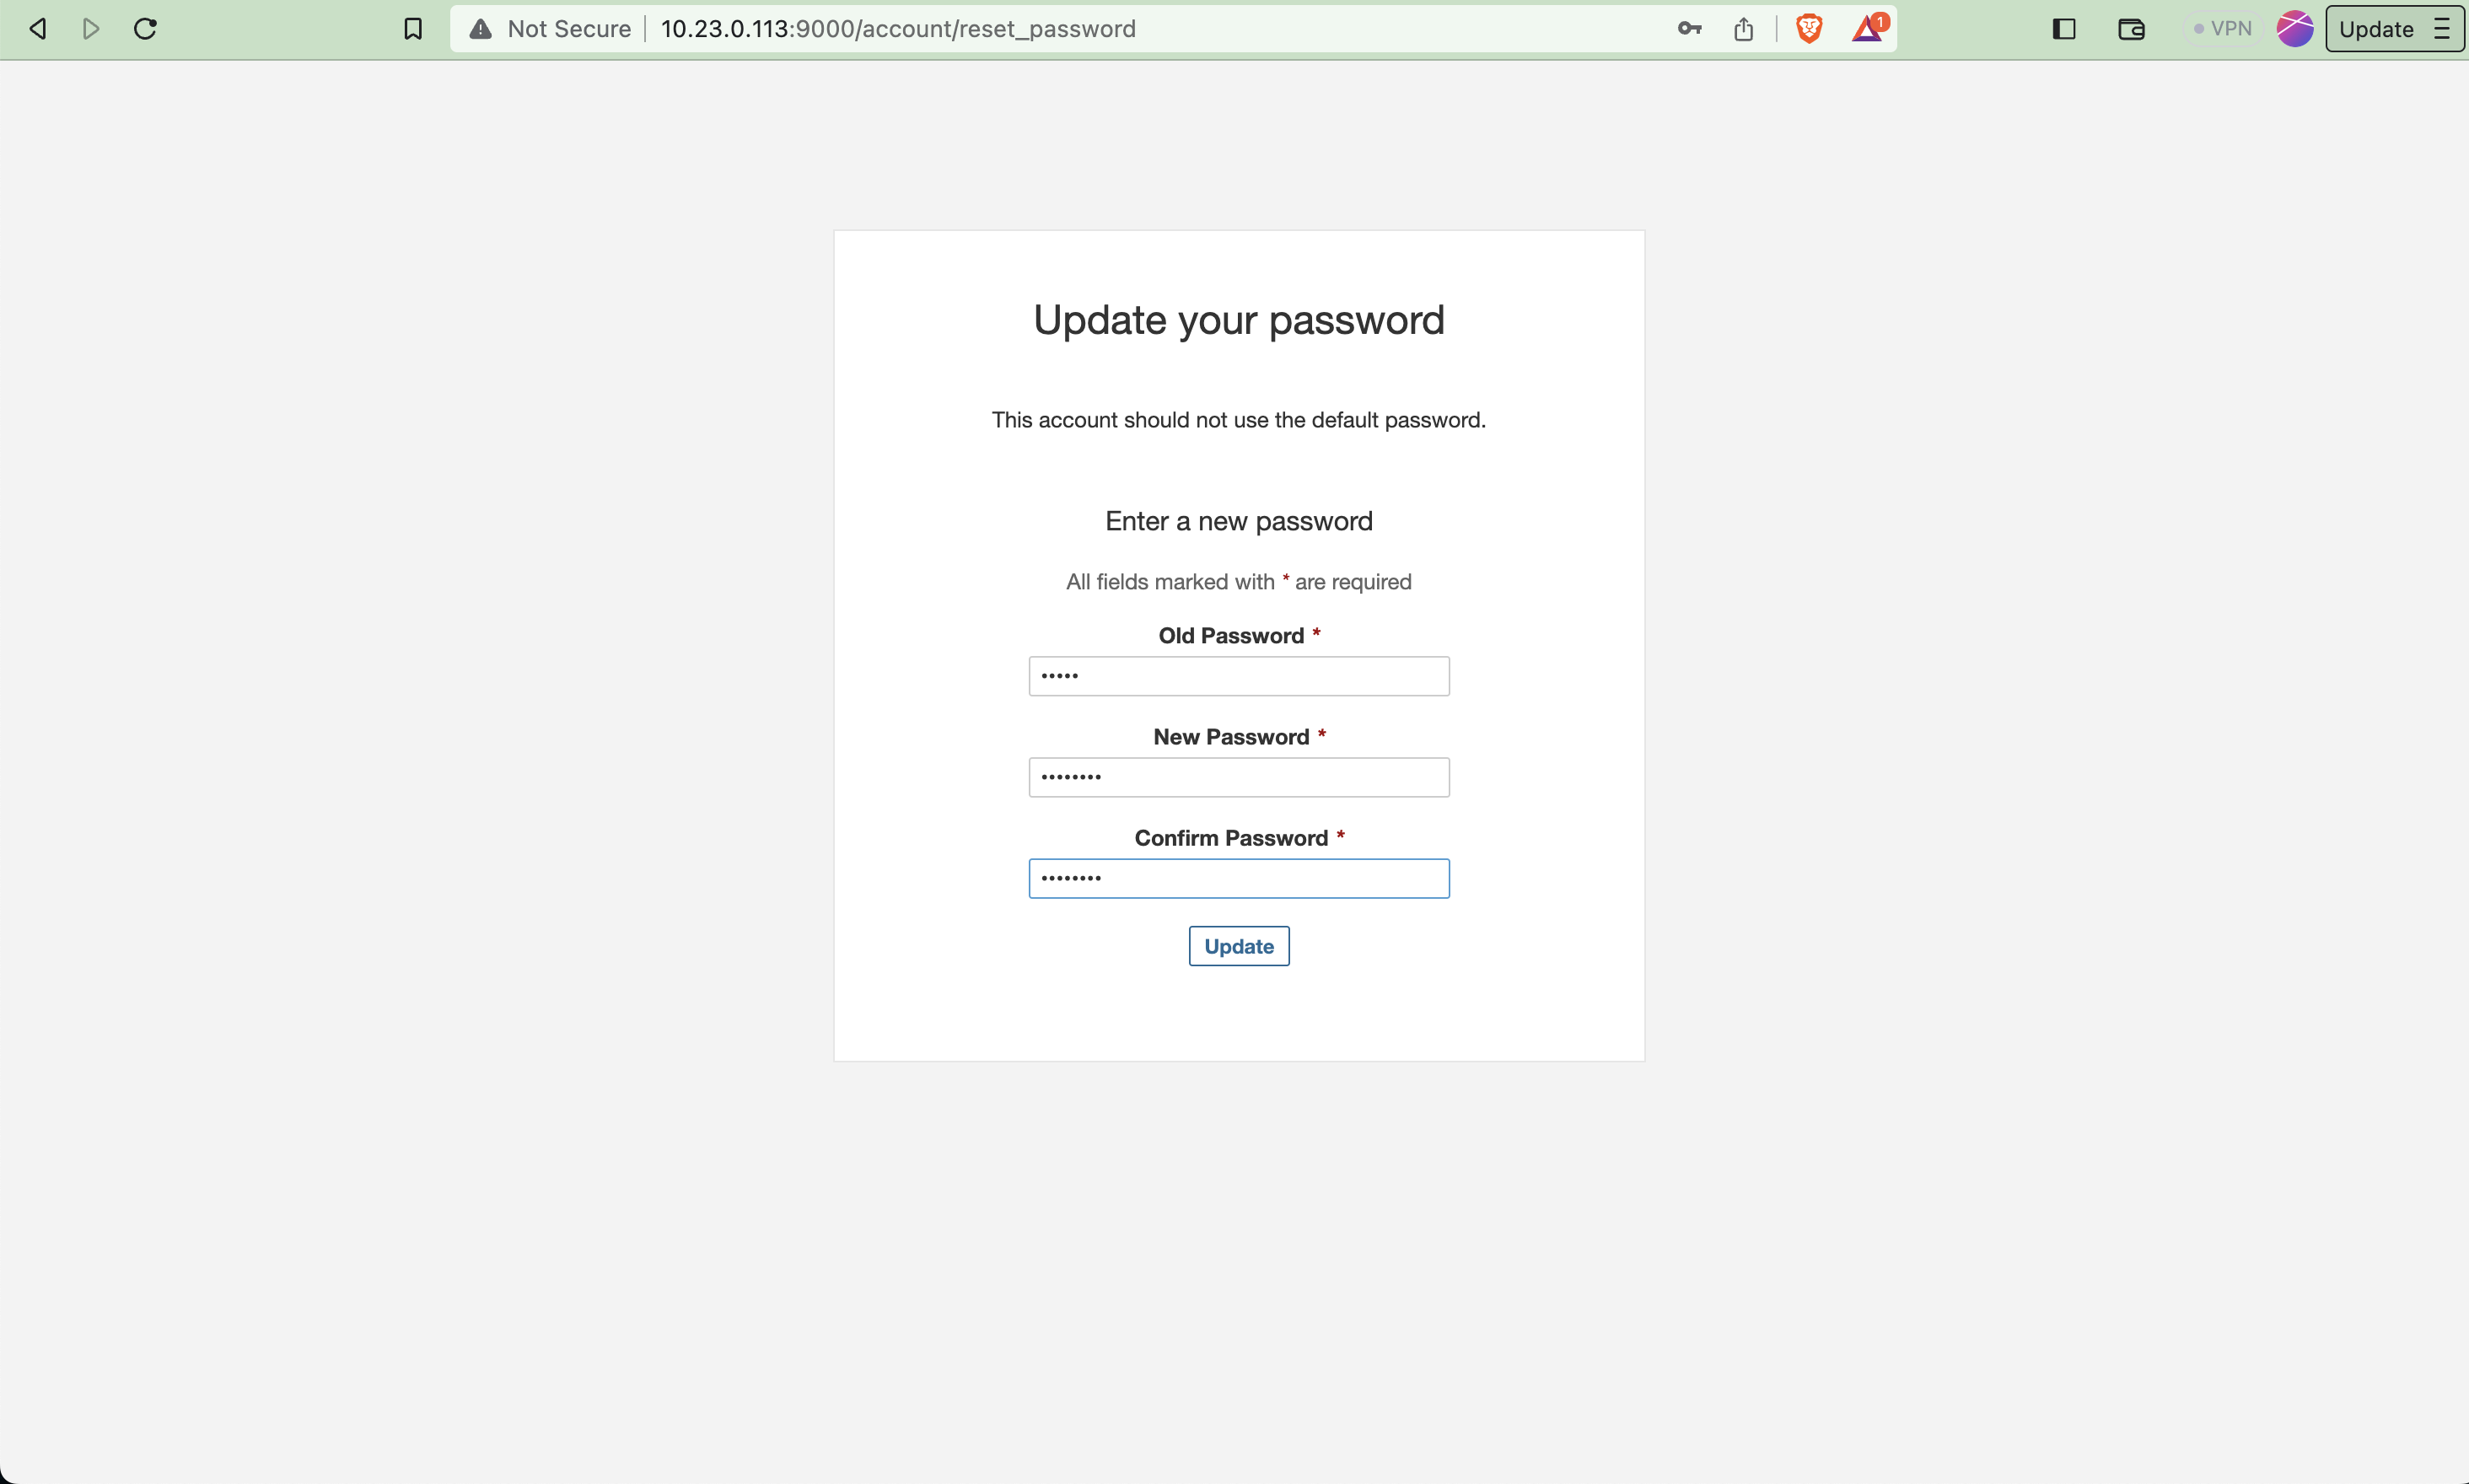 Not Secure 10.23.0.113:9000/account/reset_password 1 VPN Update
Update your password
This account should not use the default password.
Enter a new password
All fields marked with * are required
Old Password *
•••••
New Password *
••••••••
Confirm Password *
••••••••
Update